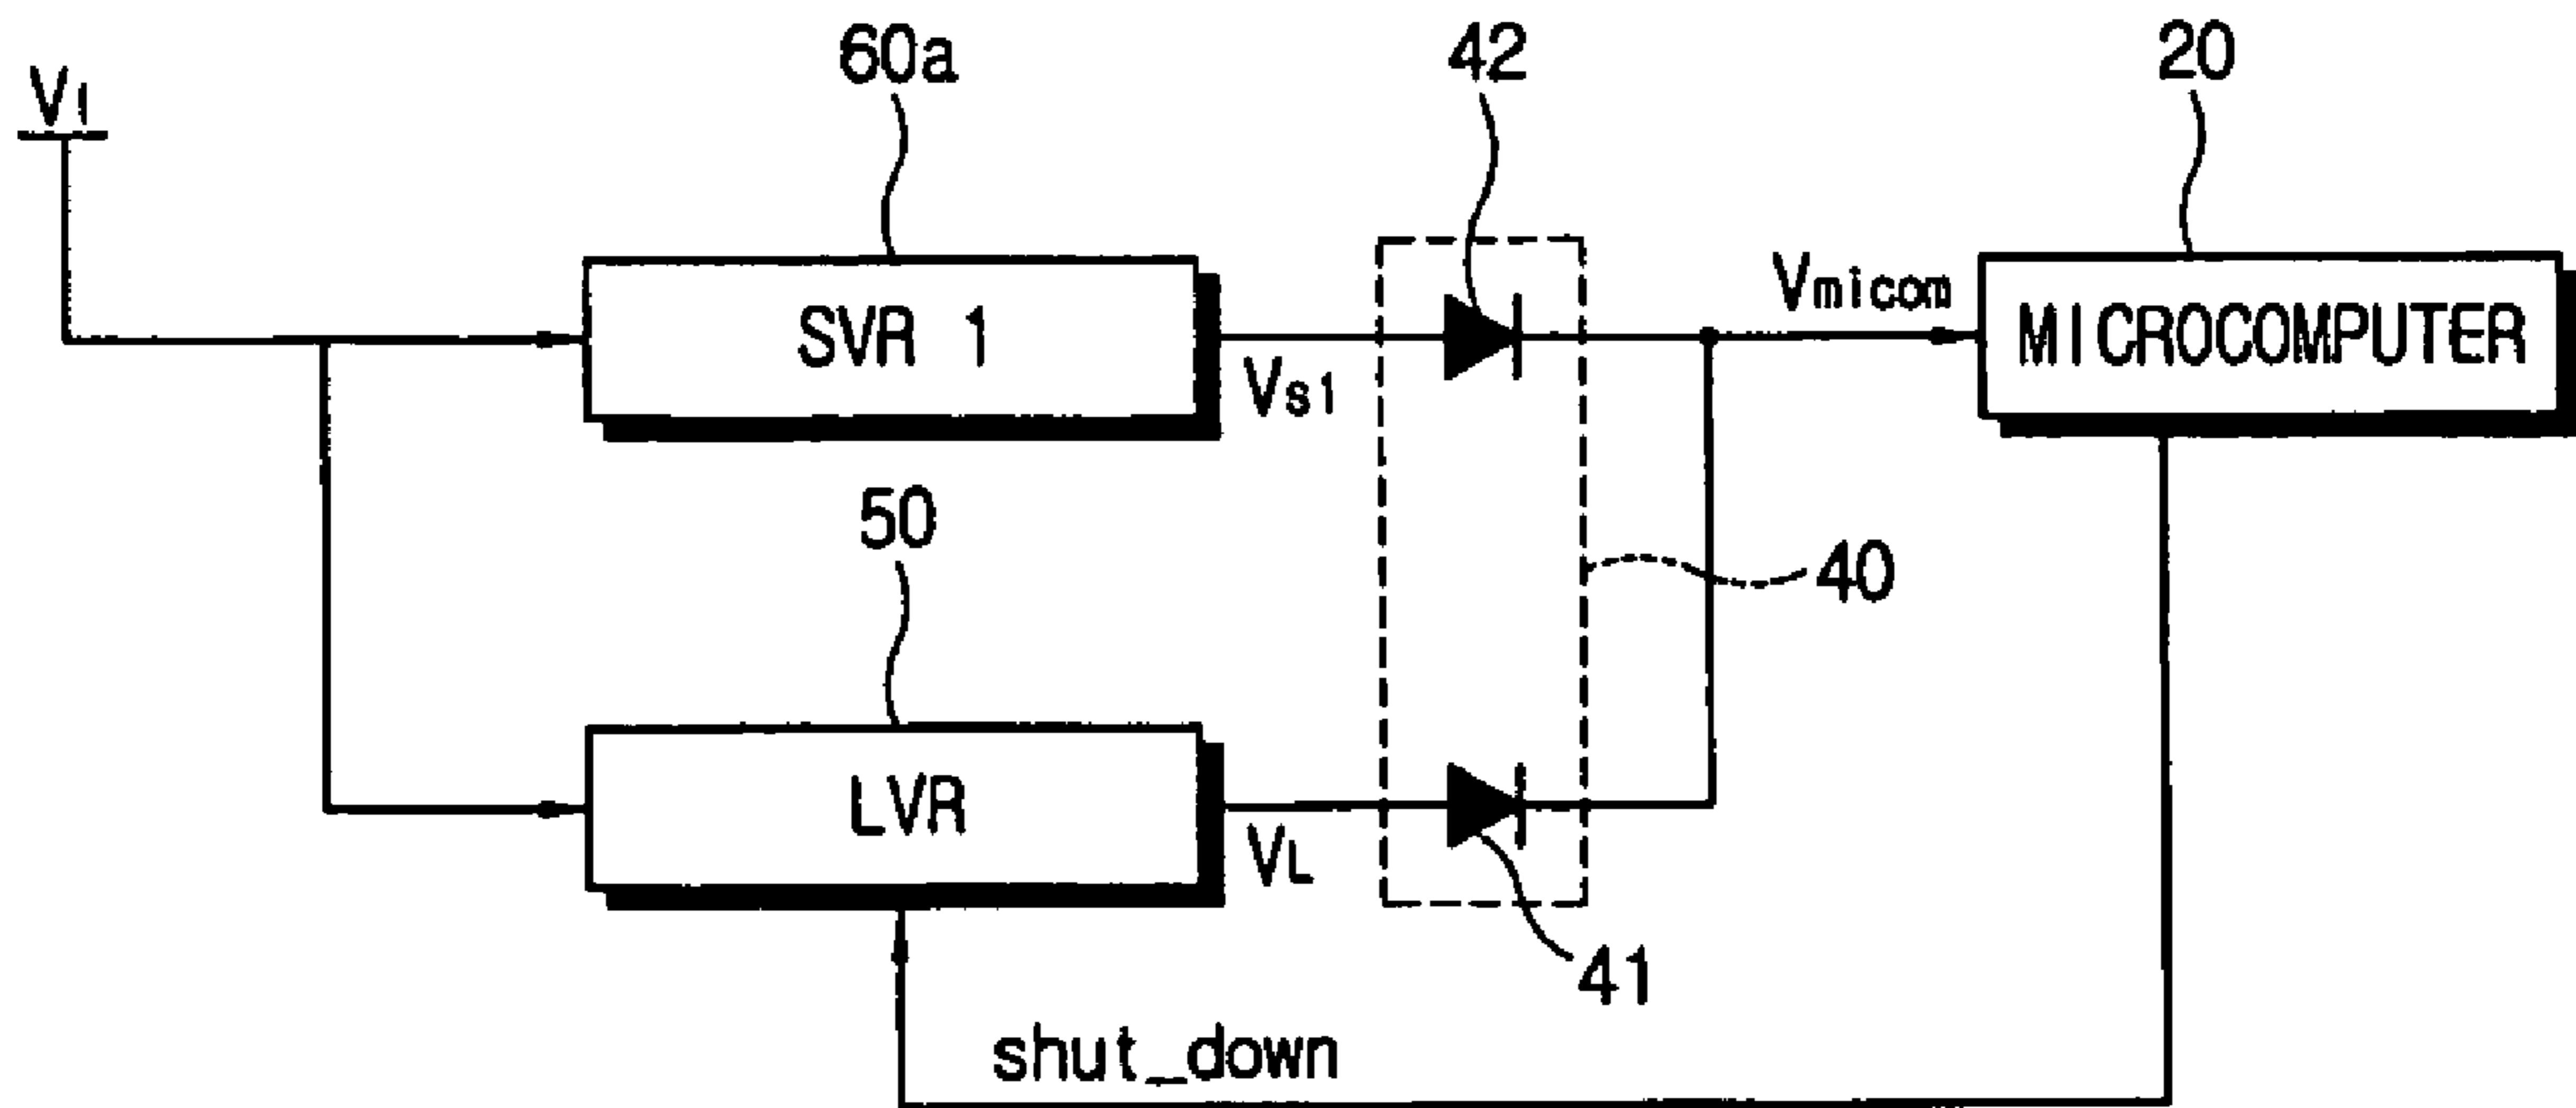 60a
42
20
VI
SVR 1
Vs1
Vmicom
MICROCOMPUTER
50
40
LVR
VL
41
shut_down